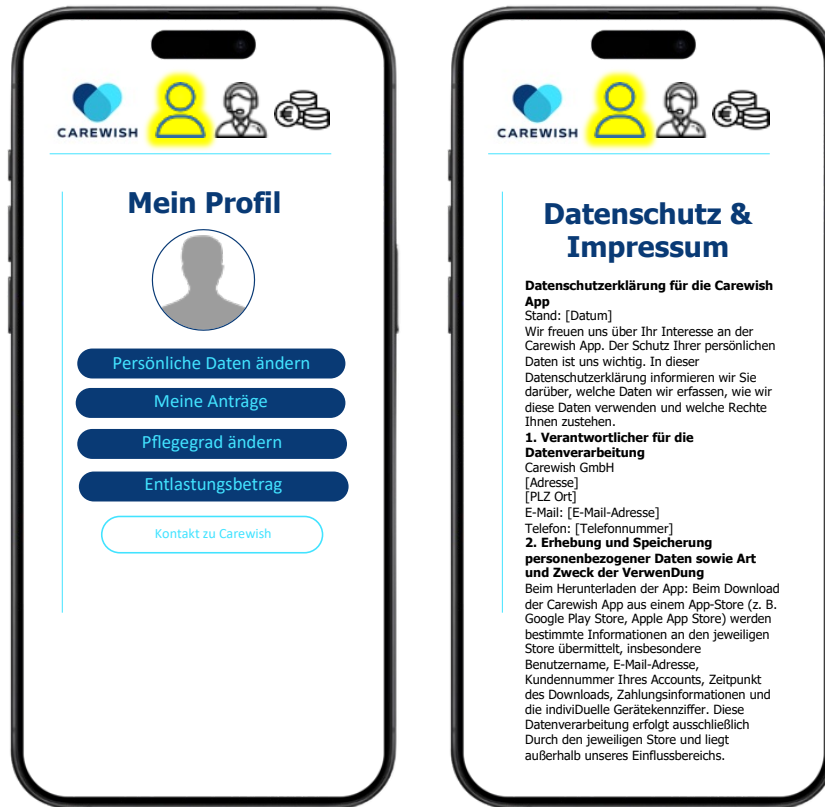 CAREWISH
Mein Profil
Persönliche Daten ändern
Meine Anträge
Pflegegrad ändern
Entlastungsbetrag
Kontakt zu Carewish
CAREWISH
Datenschutz &
Impressum
Datenschutzerklärung für die Carewish
App
Stand: [Datum]
Wir freuen uns über Ihr Interesse an der
Carewish App. Der Schutz Ihrer persönlichen
Daten ist uns wichtig. In dieser
Datenschutzerklärung informieren wir Sie
darüber, welche Daten wir erfassen, wie wir
diese Daten verwenden und welche Rechte
Ihnen zustehen.
1. Verantwortlicher für die
Datenverarbeitung
Carewish GmbH
[Adresse]
[PLZ Ort]
E-Mail: [E-Mail-Adresse]
Telefon: [Telefonnummer]
2. Erhebung und Speicherung
personenbezogener Daten sowie Art
und Zweck der VerwenDung
Beim Herunterladen der App: Beim Download
der Carewish App aus einem App-Store (z. B.
Google Play Store, Apple App Store) werden
bestimmte Informationen an den jeweiligen
Store übermittelt, insbesondere
Benutzername, E-Mail-Adresse,
Kundennummer Ihres Accounts, Zeitpunkt
des Downloads, Zahlungsinformationen und
die indiviDuelle Gerätekennziffer. Diese
Datenverarbeitung erfolgt ausschließlich
Durch den jeweiligen Store und liegt
außerhalb unseres Einflussbereichs.